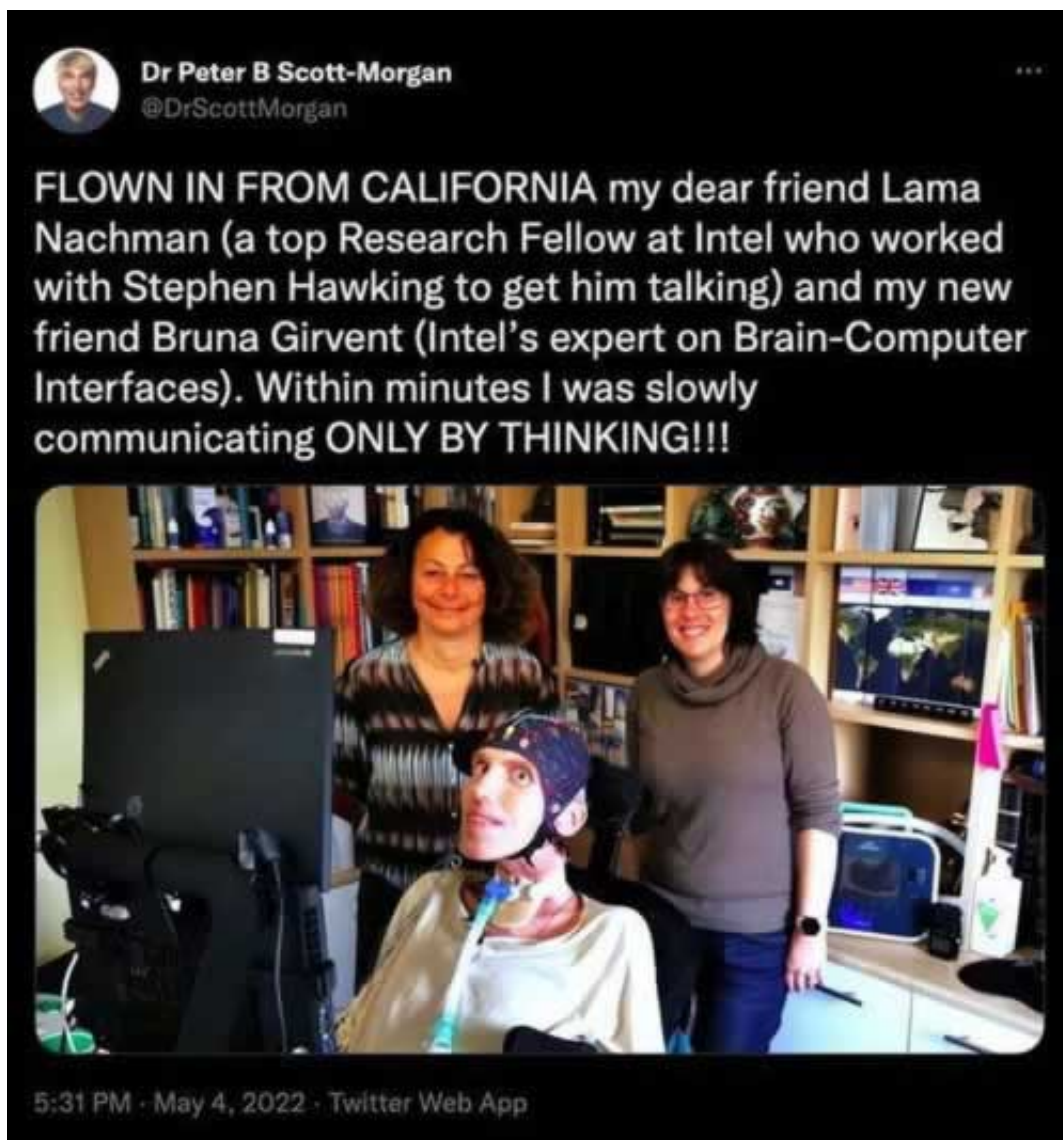 Dr Peter B Scott-Morgan
@DrScottMorgan
FLOWN IN FROM CALIFORNIA my dear friend Lama
Nachman (a top Research Fellow at Intel who worked
with Stephen Hawking to get him talking) and my new
friend Bruna Girvent (Intel’s expert on Brain-Computer
Interfaces). Within minutes I was slowly
communicating ONLY BY THINKING!!!
5:31 PM · May 4, 2022 · Twitter Web App